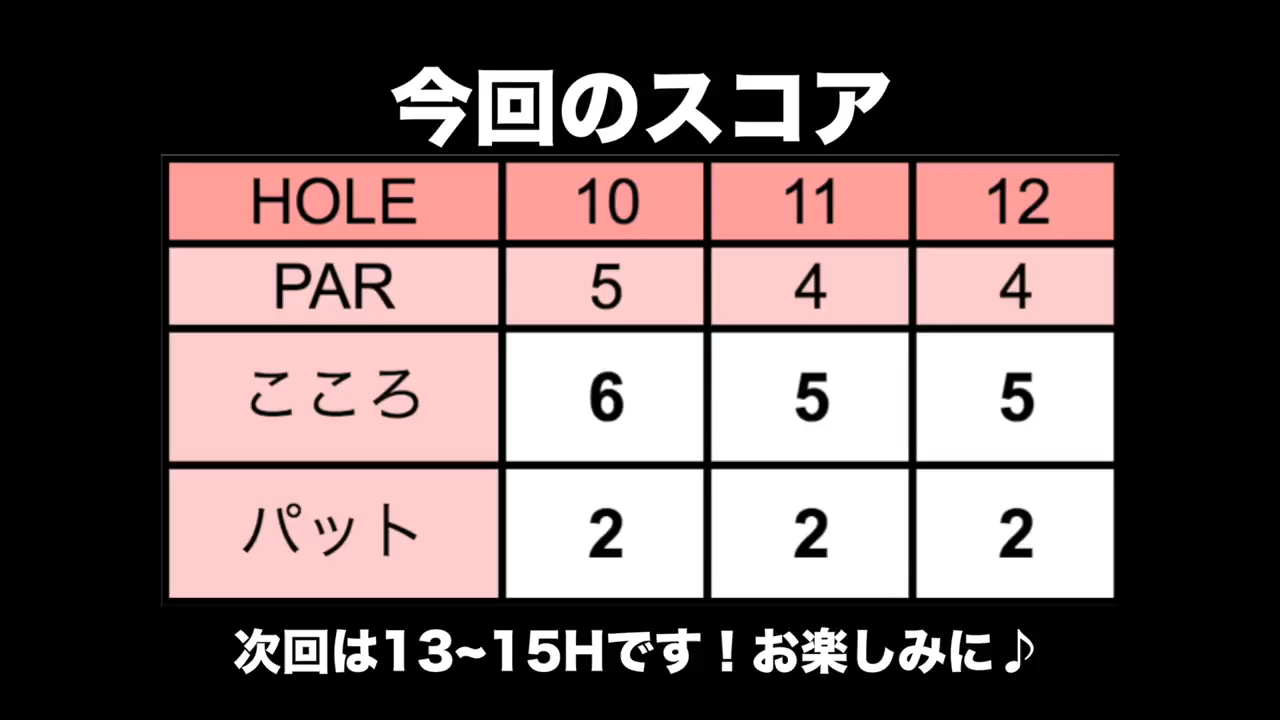 今回のスコア
HOLE 10 11 12
PAR 5 4 4
こころ 6 5 5
パット 2 2 2
次回は13~15Hです！お楽しみに♪